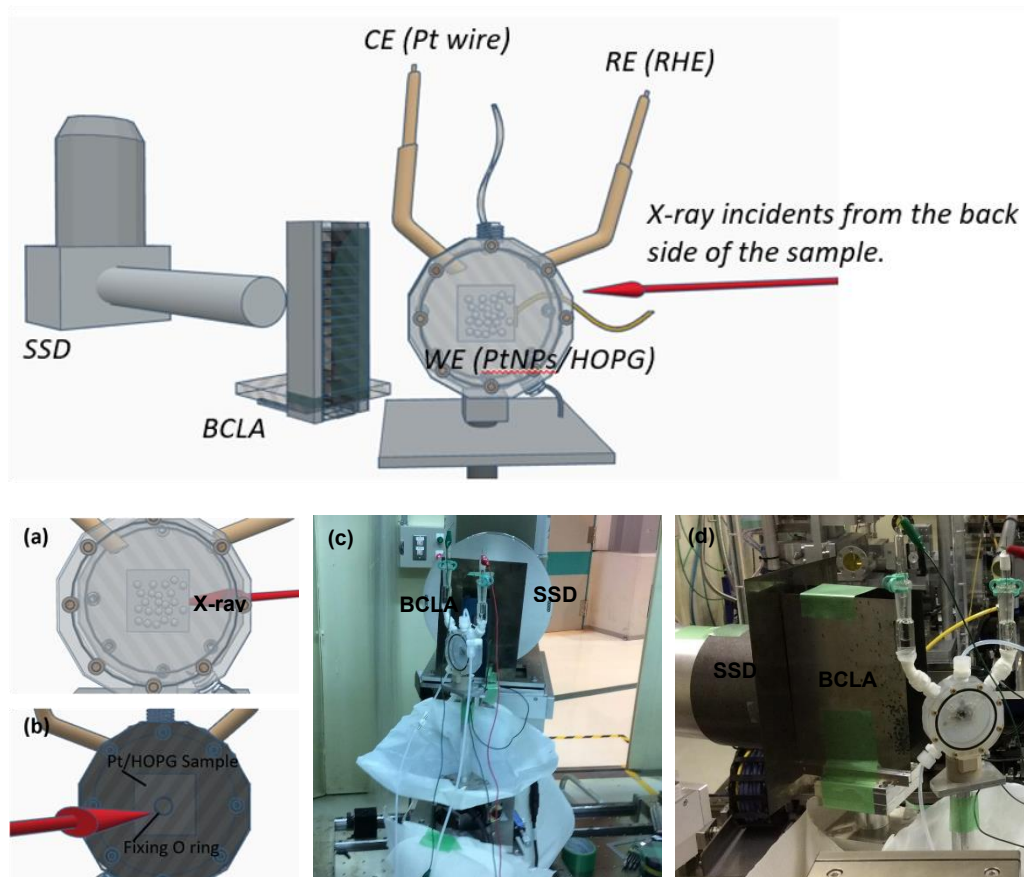 CE (Pt wire)
RE (RHE)
X-ray incidents from the back
side of the sample.
SSD
WE (PtNPs/HOPG)
BCLA
(a)
X-ray
(b)
Pt/HOPG Sample
Fixing O ring
(c)
BCLA
SSD
(d)
SSD
BCLA